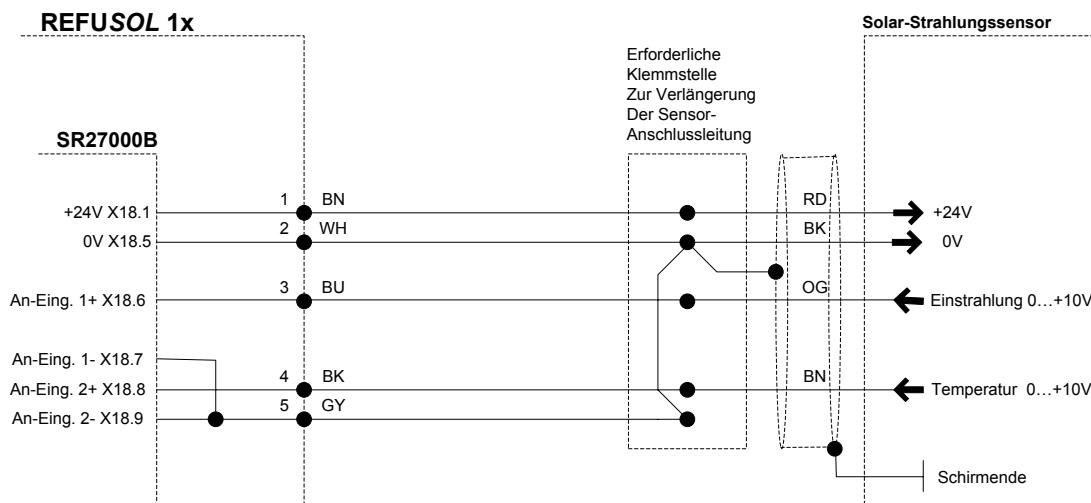 REFUSOL 1x
Solar-Strahlungssensor
Erforderliche
Klemmstelle
Zur Verlängerung
Der Sensor-
Anschlussleitung
SR27000B
+24V X18.1 1 BN RD +24V
0V X18.5 2 WH BK 0V
An-Eing. 1+ X18.6 3 BU OG Einstrahlung 0…+10V
An-Eing. 1- X18.7
An-Eing. 2+ X18.8 4 BK BN Temperatur 0…+10V
An-Eing. 2- X18.9 5 GY
Schirmende